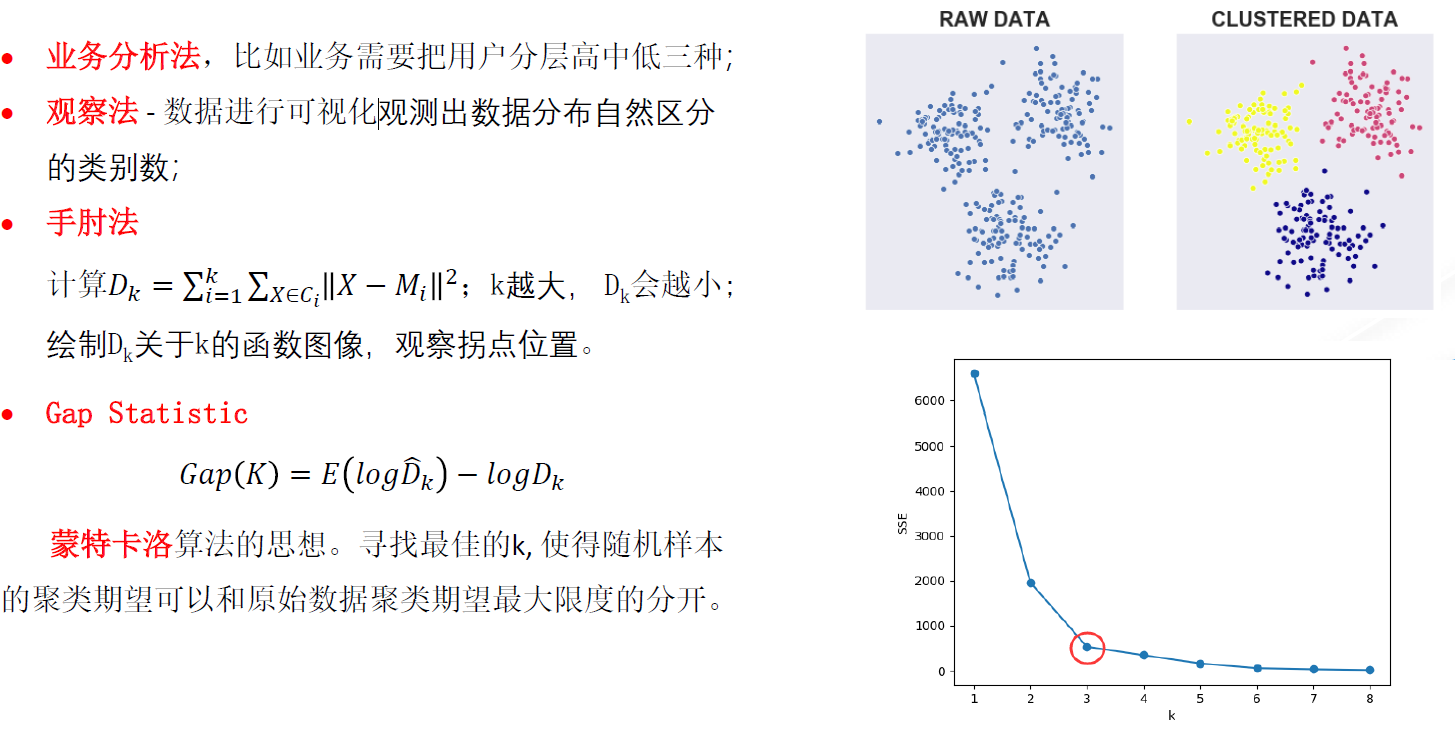 • 业务分析法，比如业务需要把用户分层高中低三种；
• 观察法 - 数据进行可视化观测出数据分布自然区分
的类别数；
• 手肘法
计算$D_k = \sum_{i=1}^{k} \sum_{X \in C_i} \|X - M_i\|^2$；k越大， D_k会越小；
绘制D_k关于k的函数图像，观察拐点位置。
• Gap Statistic
$Gap(K) = E(log\hat{D}_k) - logD_k$
蒙特卡洛算法的思想。寻找最佳的k, 使得随机样本
的聚类期望可以和原始数据聚类期望最大限度的分开。
RAW DATA
CLUSTERED DATA
6000
5000
4000
3000
2000
1000
0
SSE
1 2 3 4 5 6 7 8
k